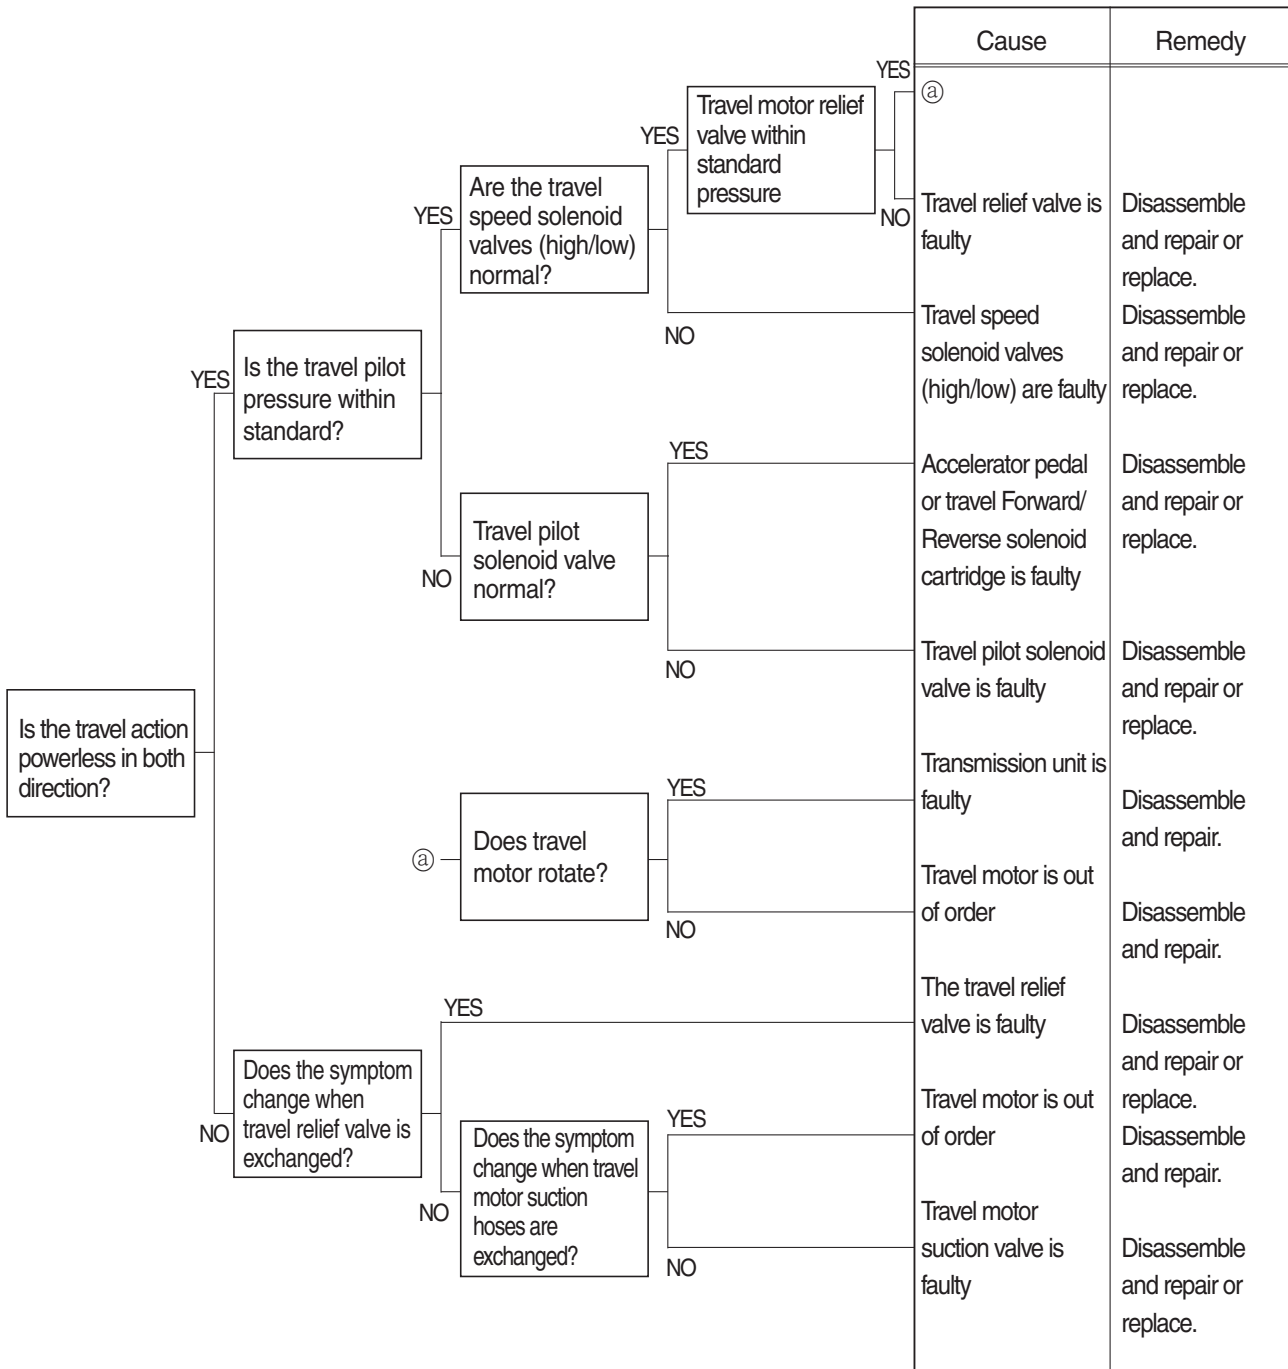 Cause
Remedy
YES
ⓐ
Travel motor relief
valve within
standard
pressure
YES
NO
Travel relief valve is
faulty
Disassemble
and repair or
replace.
Are the travel
speed solenoid
valves (high/low)
normal?
YES
NO
Travel speed
solenoid valves
(high/low) are faulty
Disassemble
and repair or
replace.
Is the travel pilot
pressure within
standard?
YES
YES
Accelerator pedal
or travel Forward/
Reverse solenoid
cartridge is faulty
Disassemble
and repair or
replace.
Travel pilot
solenoid valve
normal?
NO
NO
Travel pilot solenoid
valve is faulty
Disassemble
and repair or
replace.
Is the travel action
powerless in both
direction?
ⓐ
Does travel
motor rotate?
YES
Transmission unit is
faulty
Disassemble
and repair.
NO
Travel motor is out
of order
Disassemble
and repair.
NO
Does the symptom
change when
travel relief valve is
exchanged?
YES
The travel relief
valve is faulty
Disassemble
and repair or
replace.
NO
Does the symptom
change when travel
motor suction
hoses are
exchanged?
YES
Travel motor is out
of order
Disassemble
and repair.
NO
Travel motor
suction valve is
faulty
Disassemble
and repair or
replace.